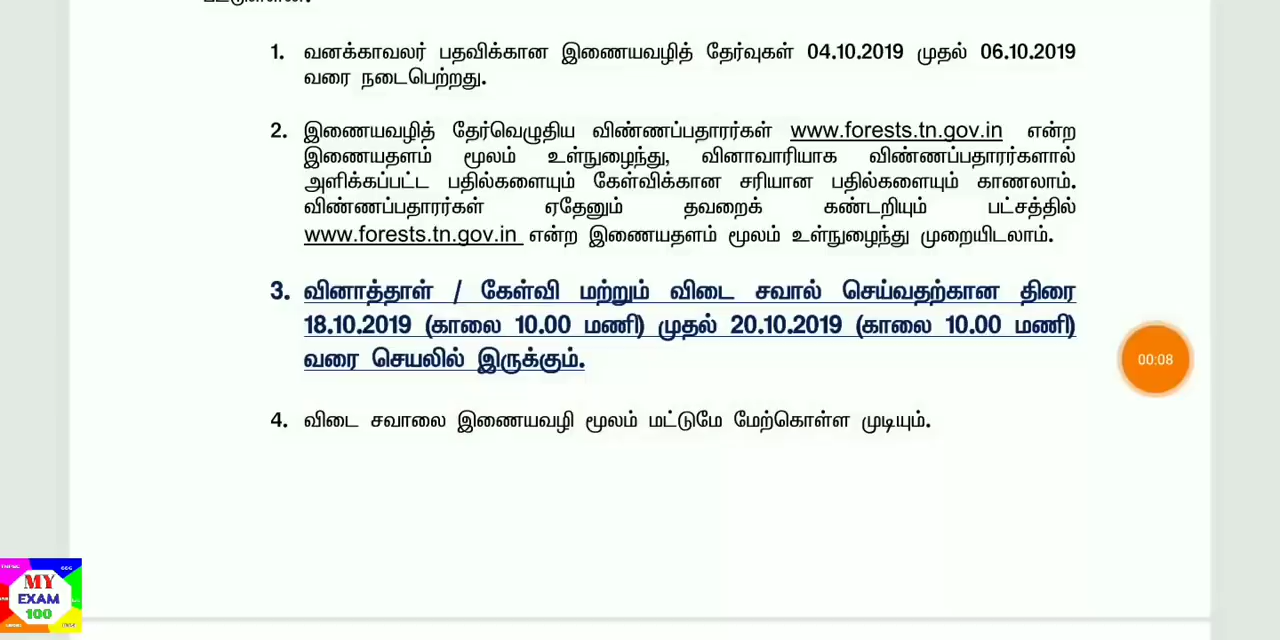 1. வனக்காவலர் பதவிக்கான இணையவழித் தேர்வுகள் 04.10.2019 முதல் 06.10.2019
வரை நடைபெற்றது.
2. இணையவழித் தேர்வெழுதிய விண்ணப்பதாரர்கள் www.forests.tn.gov.in என்ற
இணையதளம் மூலம் உள்நுழைந்து, வினாவாரியாக விண்ணப்பதாரர்களால்
அளிக்கப்பட்ட பதில்களையும் கேள்விக்கான சரியான பதில்களையும் காணலாம்.
விண்ணப்பதாரர்கள் ஏதேனும் தவறைக் கண்டறியும் பட்சத்தில்
www.forests.tn.gov.in என்ற இணையதளம் மூலம் உள்நுழைந்து முறையிடலாம்.
3. வினாத்தாள் / கேள்வி மற்றும் விடை சவால் செய்வதற்கான திரை
18.10.2019 (காலை 10.00 மணி) முதல் 20.10.2019 (காலை 10.00 மணி)
வரை செயலில் இருக்கும்.
00:08
4. விடை சவாலை இணையவழி மூலம் மட்டுமே மேற்கொள்ள முடியும்.
MY
EXAM
100